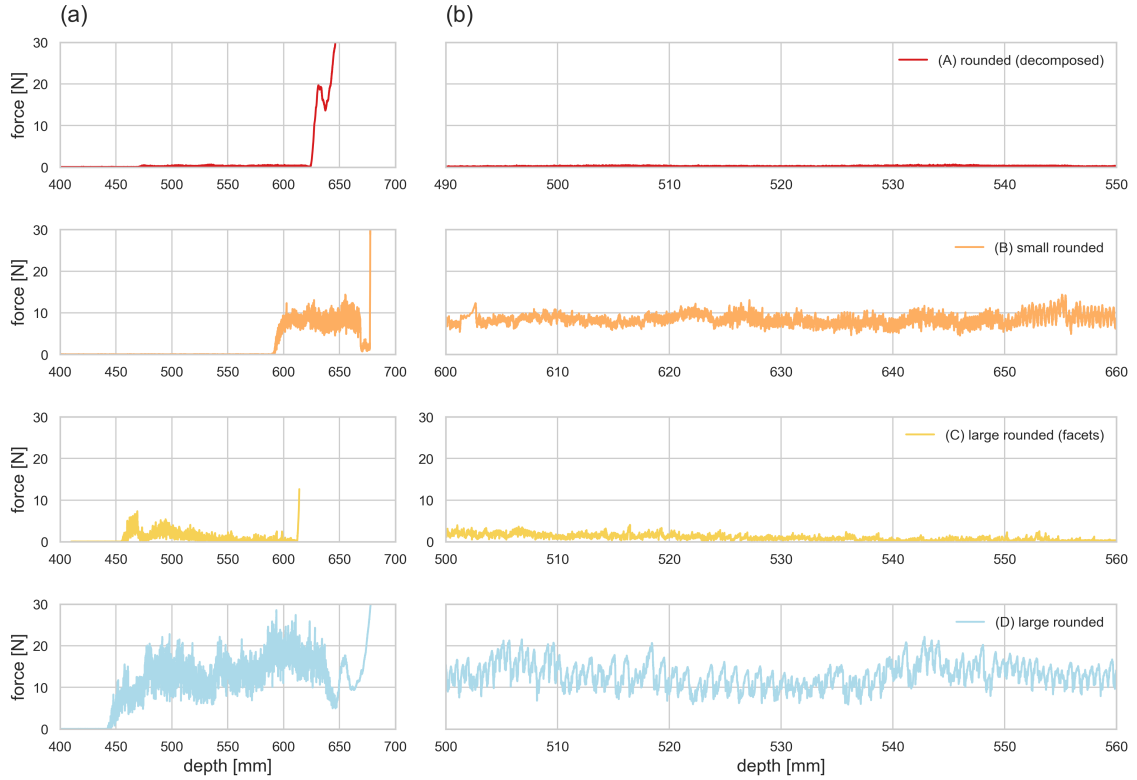 (a)
(b)
force [N]
30
20
10
0
400 450 500 550 600 650 700
(A) rounded (decomposed)
490 500 510 520 530 540 550
force [N]
30
20
10
0
400 450 500 550 600 650 700
(B) small rounded
600 610 620 630 640 650 660
force [N]
30
20
10
0
400 450 500 550 600 650 700
30
20
10
0
(C) large rounded (facets)
500 510 520 530 540 550 560
force [N]
30
20
10
0
400 450 500 550 600 650 700
depth [mm]
(D) large rounded
500 510 520 530 540 550 560
depth [mm]